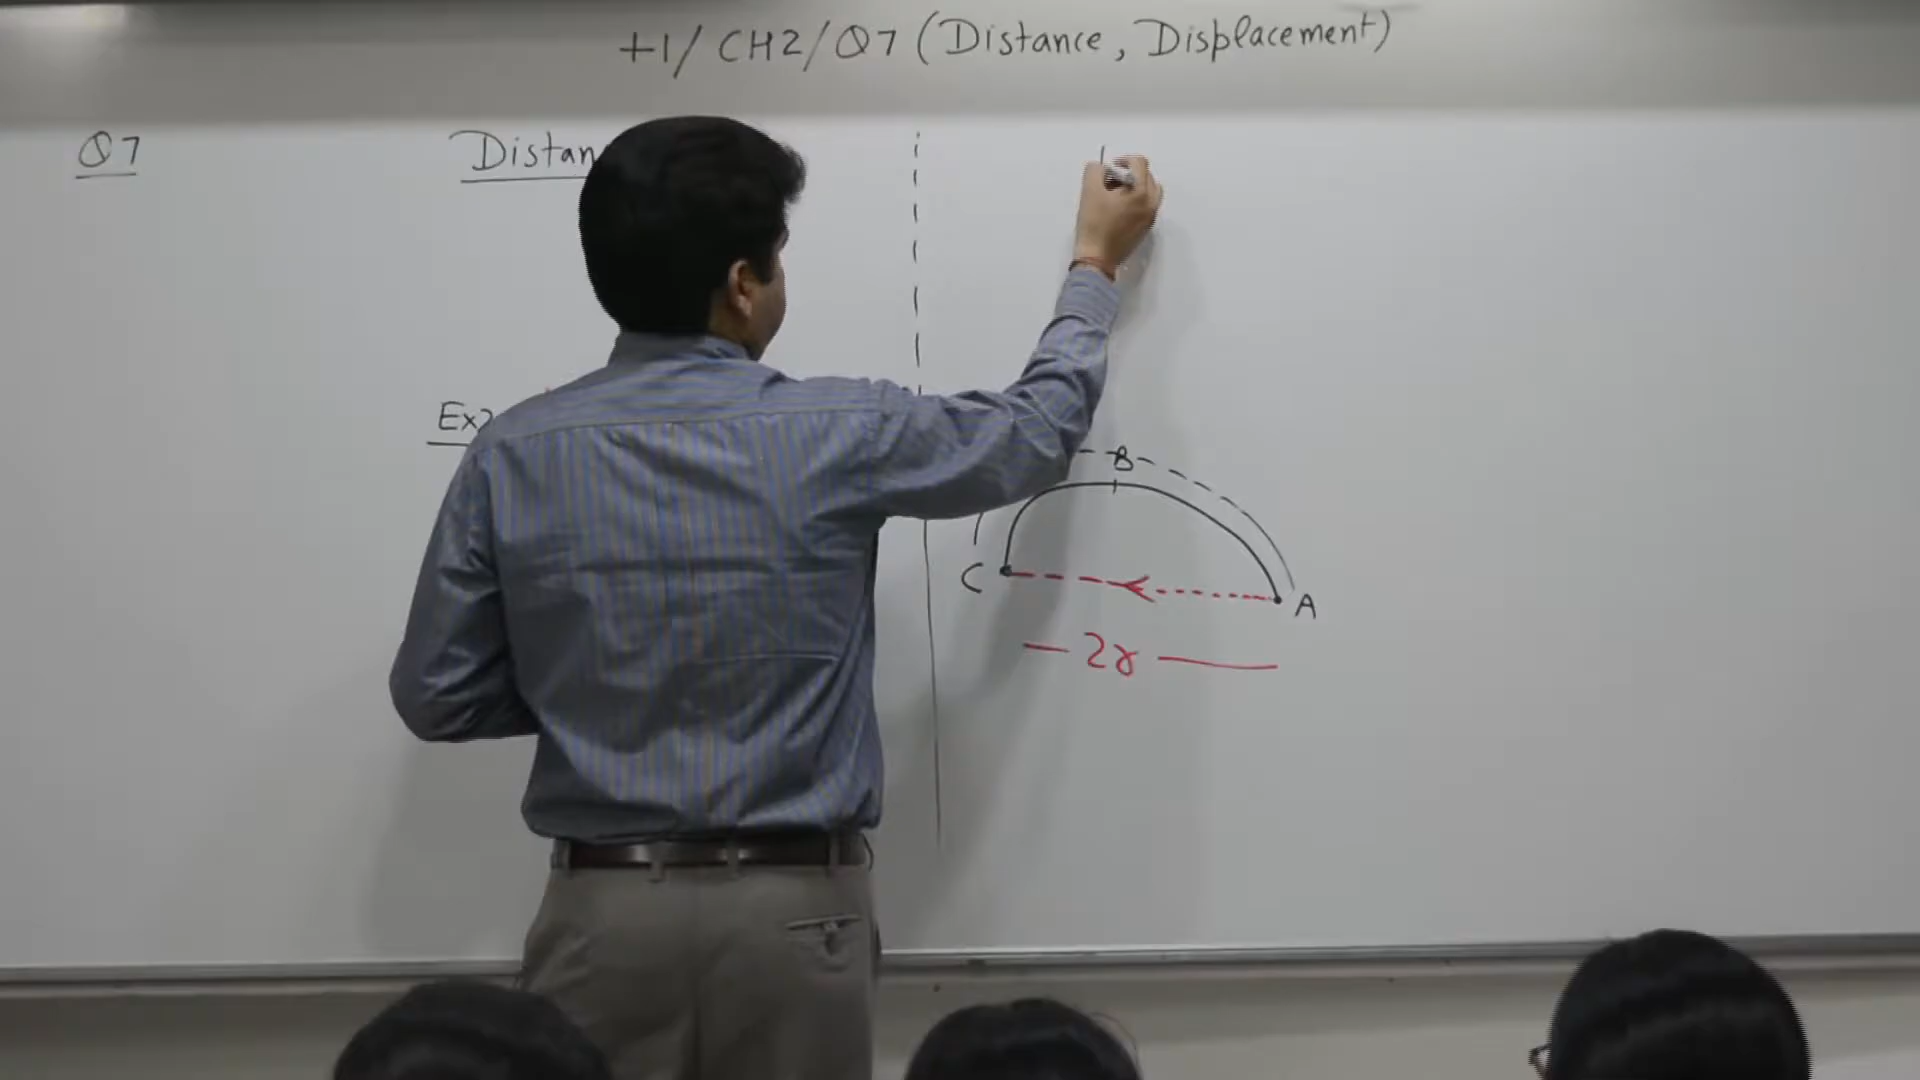 +1/ CH2/Q7 (Distance, Displacement)
Q7
Distan
Ex
B
C
A
2r